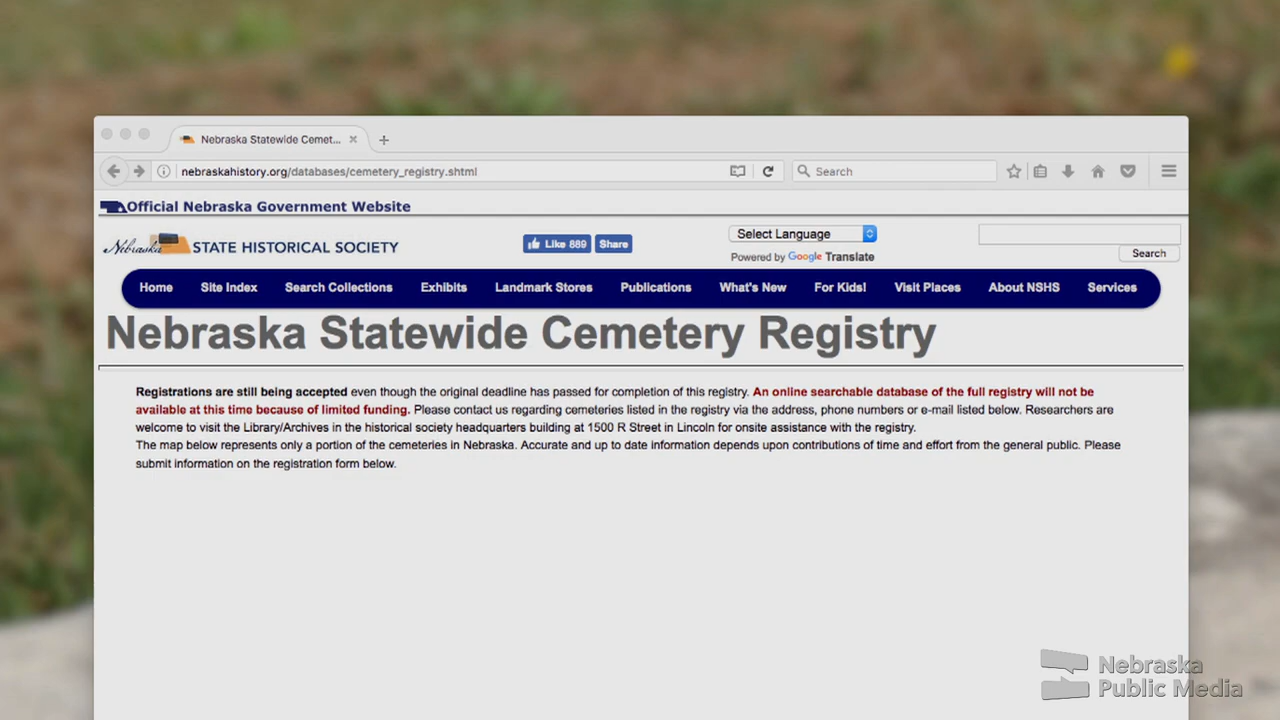 Nebraska Statewide Cemet...
nebraskahistory.org/databases/cemetery_registry.shtml
Search
Official Nebraska Government Website
Nebraska STATE HISTORICAL SOCIETY
Like 889 Share
Select Language
Powered by Google Translate
Search
Home Site Index Search Collections Exhibits Landmark Stores Publications What's New For Kids! Visit Places About NSHS Services
Nebraska Statewide Cemetery Registry
Registrations are still being accepted even though the original deadline has passed for completion of this registry. An online searchable database of the full registry will not be
available at this time because of limited funding. Please contact us regarding cemeteries listed in the registry via the address, phone numbers or e-mail listed below. Researchers are
welcome to visit the Library/Archives in the historical society headquarters building at 1500 R Street in Lincoln for onsite assistance with the registry.
The map below represents only a portion of the cemeteries in Nebraska. Accurate and up to date information depends upon contributions of time and effort from the general public. Please
submit information on the registration form below.
Nebraska
Public Media